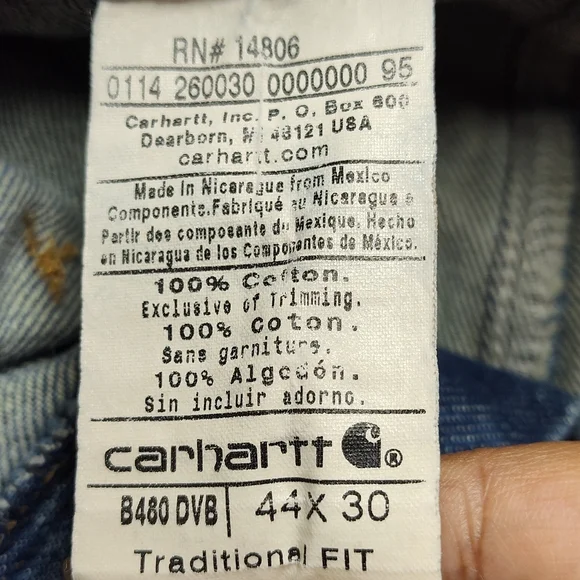 RN# 14806
0114 260030 0000000 95
Carhartt, Inc. P. O. Box 600
Dearborn, MI 48121 USA
carhartt.com
Made in Nicaragua from Mexico
Components. Fabriqué au Nicaragua a
Partir des composante du Mexique. Hecho
en Nicaragua de los Componentes de México.
100% Cotton.
Exclusive of Trimming.
100% Coton.
Sans garniture.
100% Algodón.
Sin incluir adorno.
carhartt ®
B480 DVB 44X 30
Traditional FIT